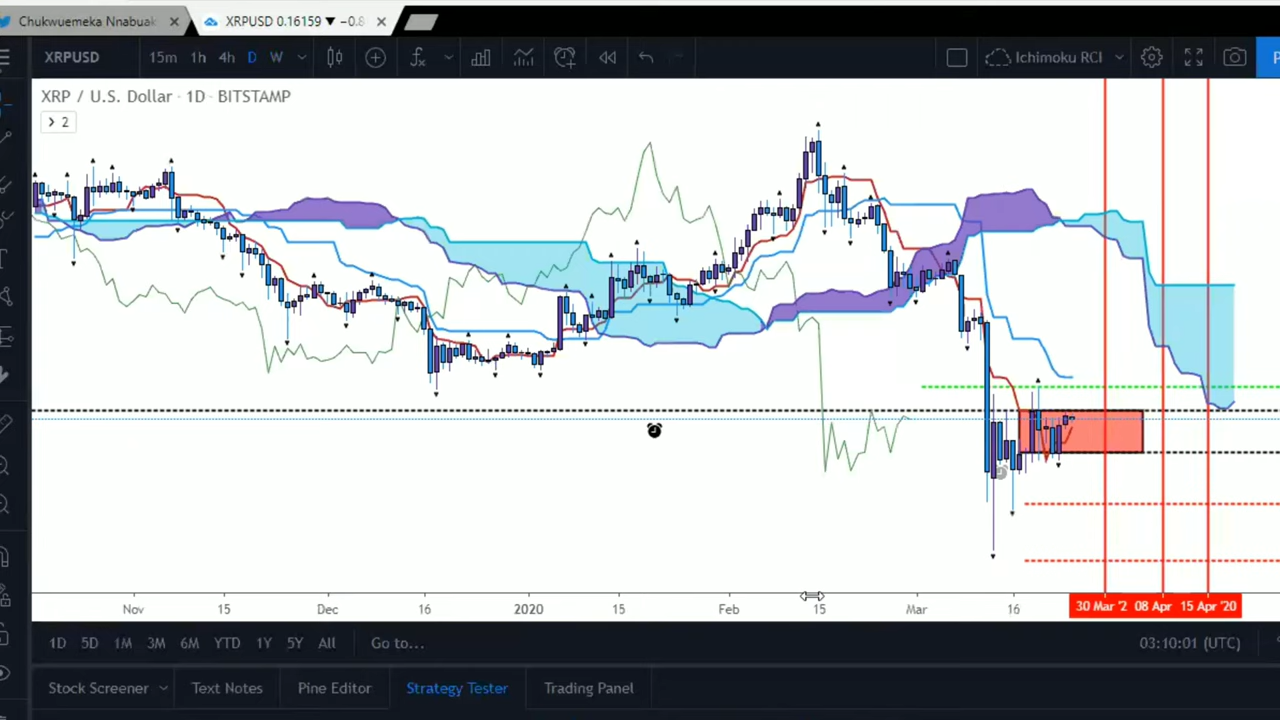 Chukwuemeka Nnabuak
XRPUSD 0.16159 ▼ −0.8
XRPUSD 15m 1h 4h D W Ichimoku RCI
XRP / U.S. Dollar · 1D · BITSTAMP
2
Nov 15 Dec 16 2020 15 Feb 15 Mar 16 30 Mar '2 08 Apr 15 Apr '20
1D 5D 1M 3M 6M YTD 1Y 5Y All Go to... 03:10:01 (UTC)
Stock Screener Text Notes Pine Editor Strategy Tester Trading Panel